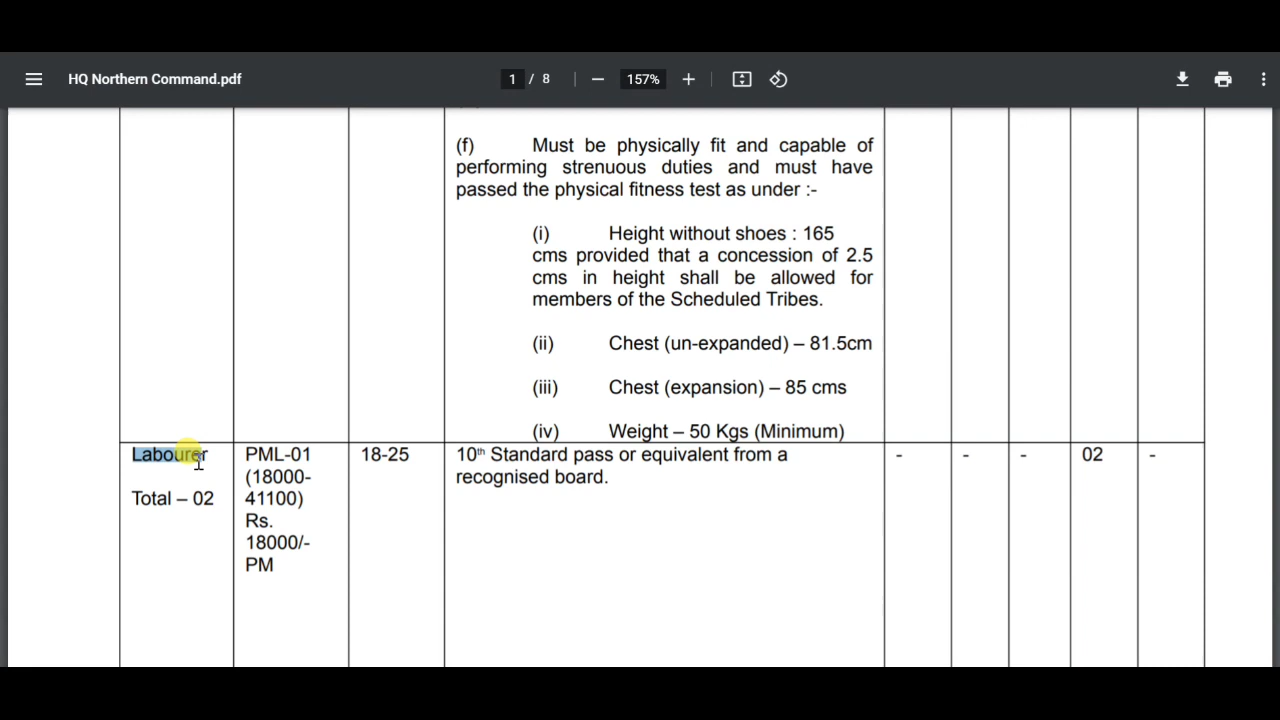 HQ Northern Command.pdf
1 / 8
157%
(f) Must be physically fit and capable of
performing strenuous duties and must have
passed the physical fitness test as under :-
(i) Height without shoes : 165
cms provided that a concession of 2.5
cms in height shall be allowed for
members of the Scheduled Tribes.
(ii) Chest (un-expanded) – 81.5cm
(iii) Chest (expansion) – 85 cms
(iv) Weight – 50 Kgs (Minimum)
Labourer
Total – 02
PML-01
(18000-
41100)
Rs.
18000/-
PM
18-25
10th Standard pass or equivalent from a
recognised board.
- - - 02 -